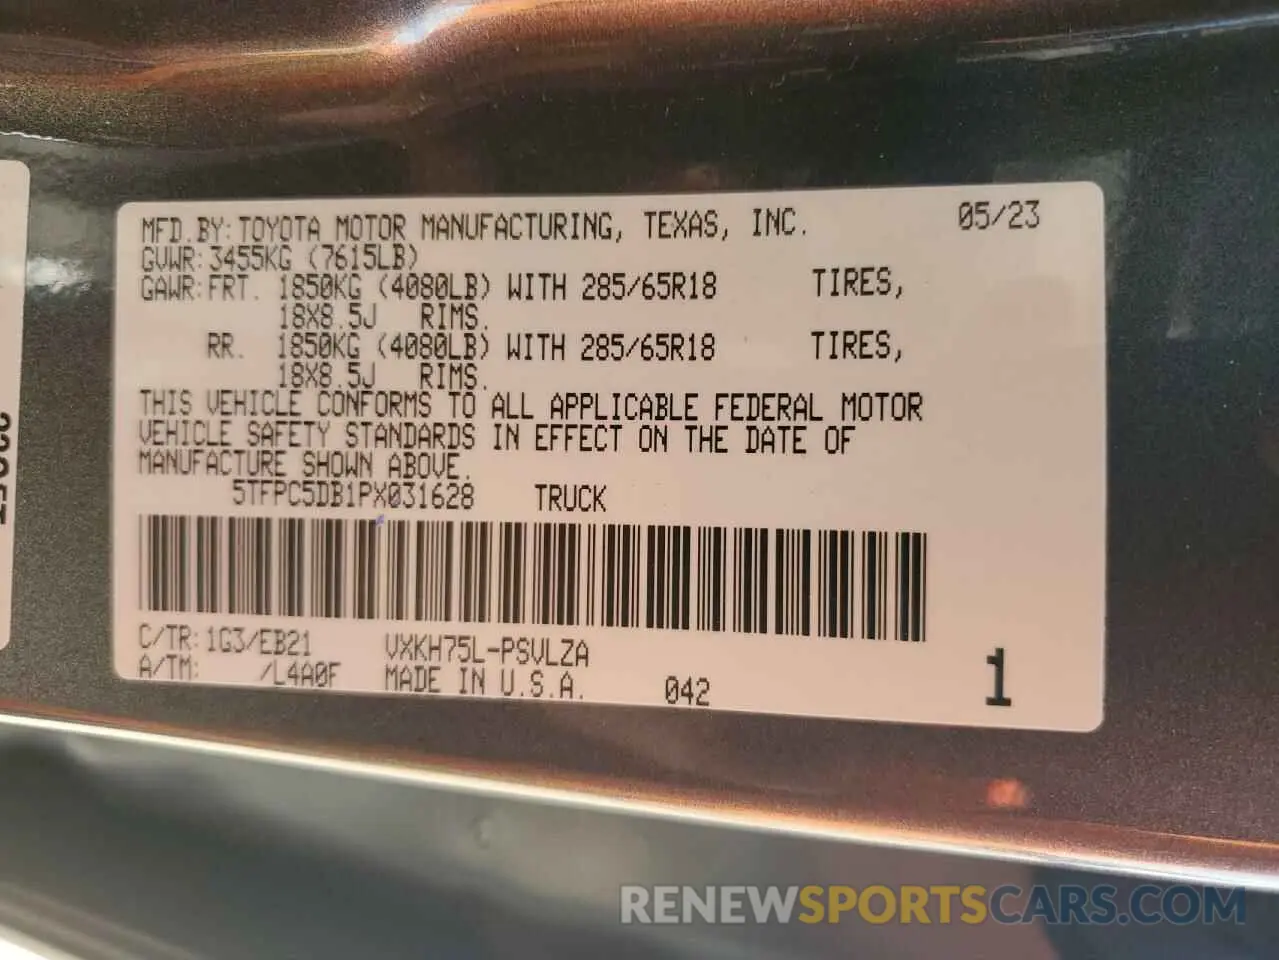 MFD.BY:TOYOTA MOTOR MANUFACTURING, TEXAS, INC. 05/23
GVWR:3455KG (7615LB)
GAWR:FRT. 1850KG (4080LB) WITH 285/65R18 TIRES,
18X8.5J RIMS.
RR. 1850KG (4080LB) WITH 285/65R18 TIRES,
18X8.5J RIMS.
THIS VEHICLE CONFORMS TO ALL APPLICABLE FEDERAL MOTOR
VEHICLE SAFETY STANDARDS IN EFFECT ON THE DATE OF
MANUFACTURE SHOWN ABOVE.
5TFPC5DB1PX031628 TRUCK
C/TR:1G3/EB21 VXKH75L-PSVLZA
A/TM: /L4A0F MADE IN U.S.A. 042 1
RENEWSPORTSCARS.COM